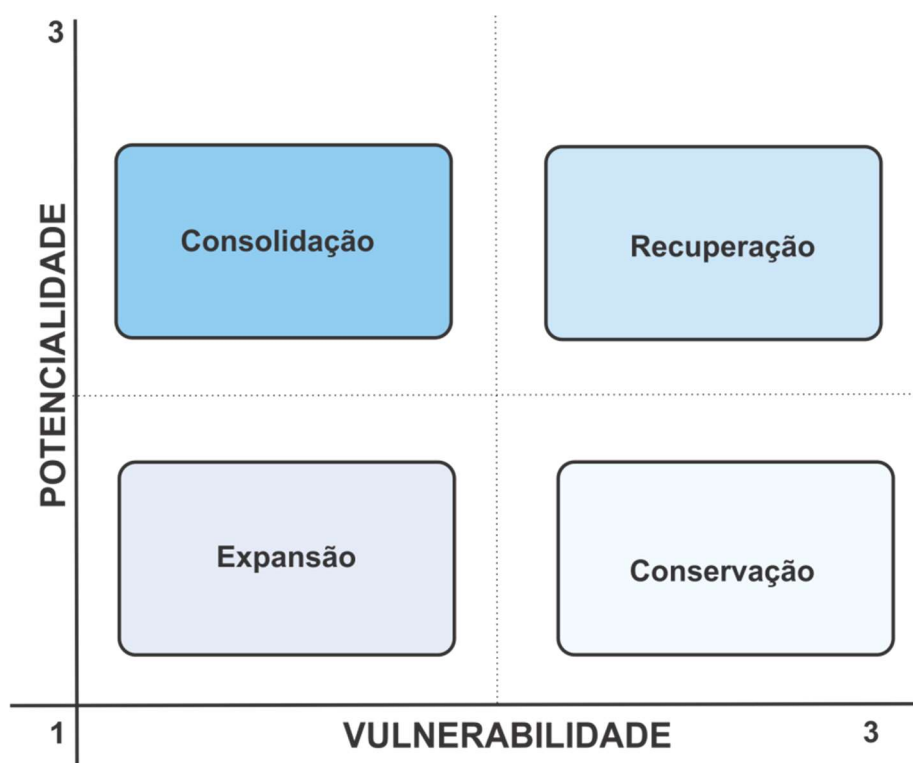 3
POTENCIALIDADE
Consolidação
Recuperação
Expansão
Conservação
1
VULNERABILIDADE
3